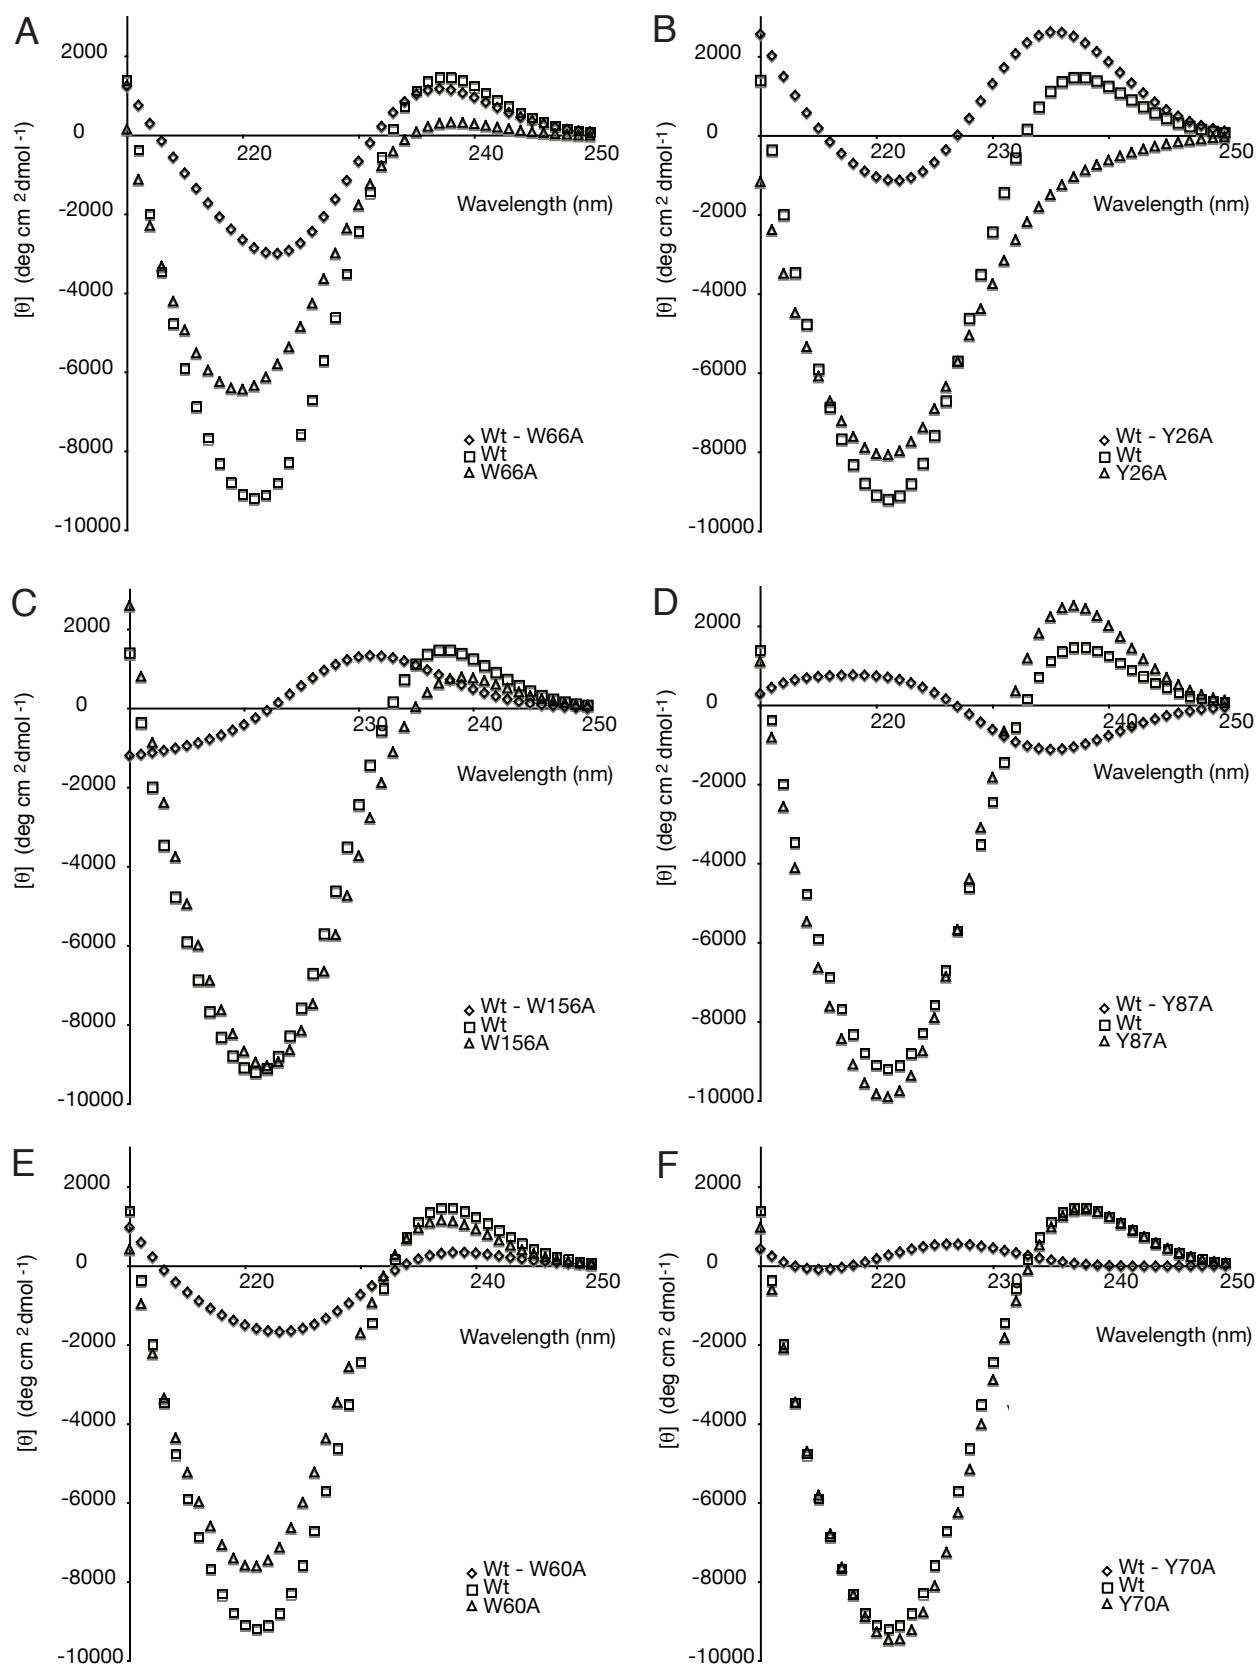 A
2000
0
220
240
250
-2000
Wavelength (nm)
-4000
-6000
-8000
-10000
[θ] (deg cm 2 dmol -1)
Wt - W66A
Wt
W66A
B
2000
0
220
230
250
-2000
Wavelength (nm)
-4000
-6000
-8000
-10000
[θ] (deg cm 2 dmol -1)
Wt - Y26A
Wt
Y26A
C
2000
0
230
240
250
-2000
Wavelength (nm)
-4000
-6000
-8000
-10000
[θ] (deg cm 2 dmol -1)
Wt - W156A
Wt
W156A
D
2000
0
220
240
250
-2000
Wavelength (nm)
-4000
-6000
-8000
-10000
[θ] (deg cm 2 dmol -1)
Wt - Y87A
Wt
Y87A
E
2000
0
220
240
250
-2000
Wavelength (nm)
-4000
-6000
-8000
-10000
[θ] (deg cm 2 dmol -1)
Wt - W60A
Wt
W60A
F
2000
0
220
230
240
250
-2000
Wavelength (nm)
-4000
-6000
-8000
-10000
[θ] (deg cm 2 dmol -1)
Wt - Y70A
Wt
Y70A